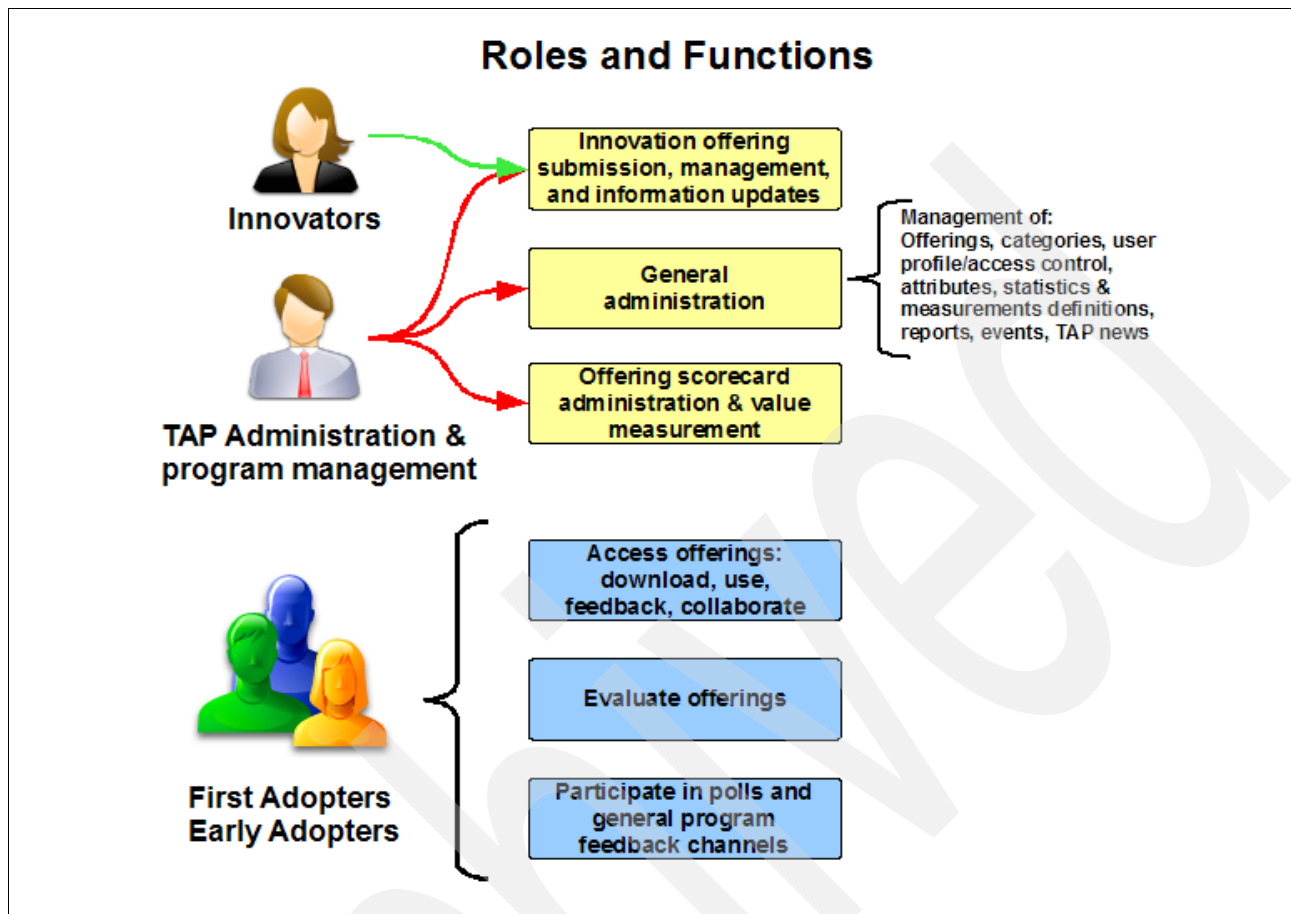 Roles and Functions
Innovators
Innovation offering
submission, management,
and information updates
General
administration
Management of:
Offerings, categories, user
profile/access control,
attributes, statistics &
measurements definitions,
reports, events, TAP news
TAP Administration &
program management
Offering scorecard
administration & value
measurement
First Adopters
Early Adopters
Access offerings:
download, use,
feedback, collaborate
Evaluate offerings
Participate in polls and
general program
feedback channels